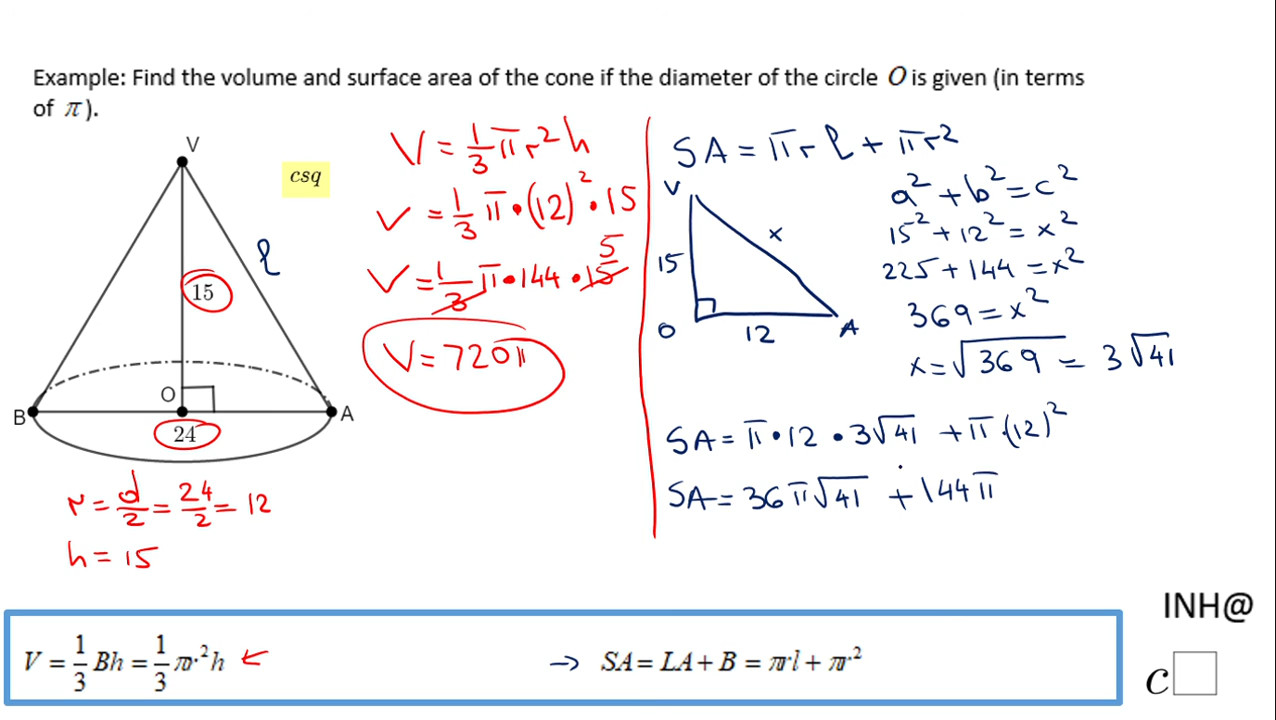 Example: Find the volume and surface area of the cone if the diameter of the circle O is given (in terms
of π).
V
csq
l
15
O
B
A
24
r = d/2 = 24/2 = 12
h = 15
V = 1/3 π r² h
V = 1/3 π • (12)² • 15
V = 1/3 π • 144 • 15 5
V = 720π
SA = π r l + π r²
V
x
15
O
12
A
a² + b² = c²
15² + 12² = x²
225 + 144 = x²
369 = x²
x = √369 = 3√41
SA = π • 12 • 3√41 + π • (12)²
SA = 36π√41 + 144π
INH@
V = 1/3 Bh = 1/3 πr²h ←
→ SA = LA + B = πrl + πr²
c